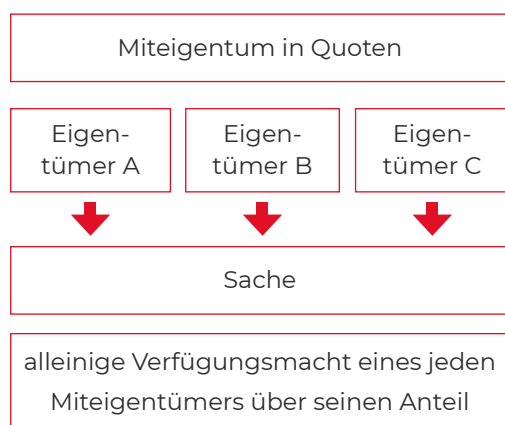 Miteigentum in Quoten
Eigen-
tümer A
Eigen-
tümer B
Eigen-
tümer C
Sache
alleinige Verfügungsmacht eines jeden
Miteigentümers über seinen Anteil